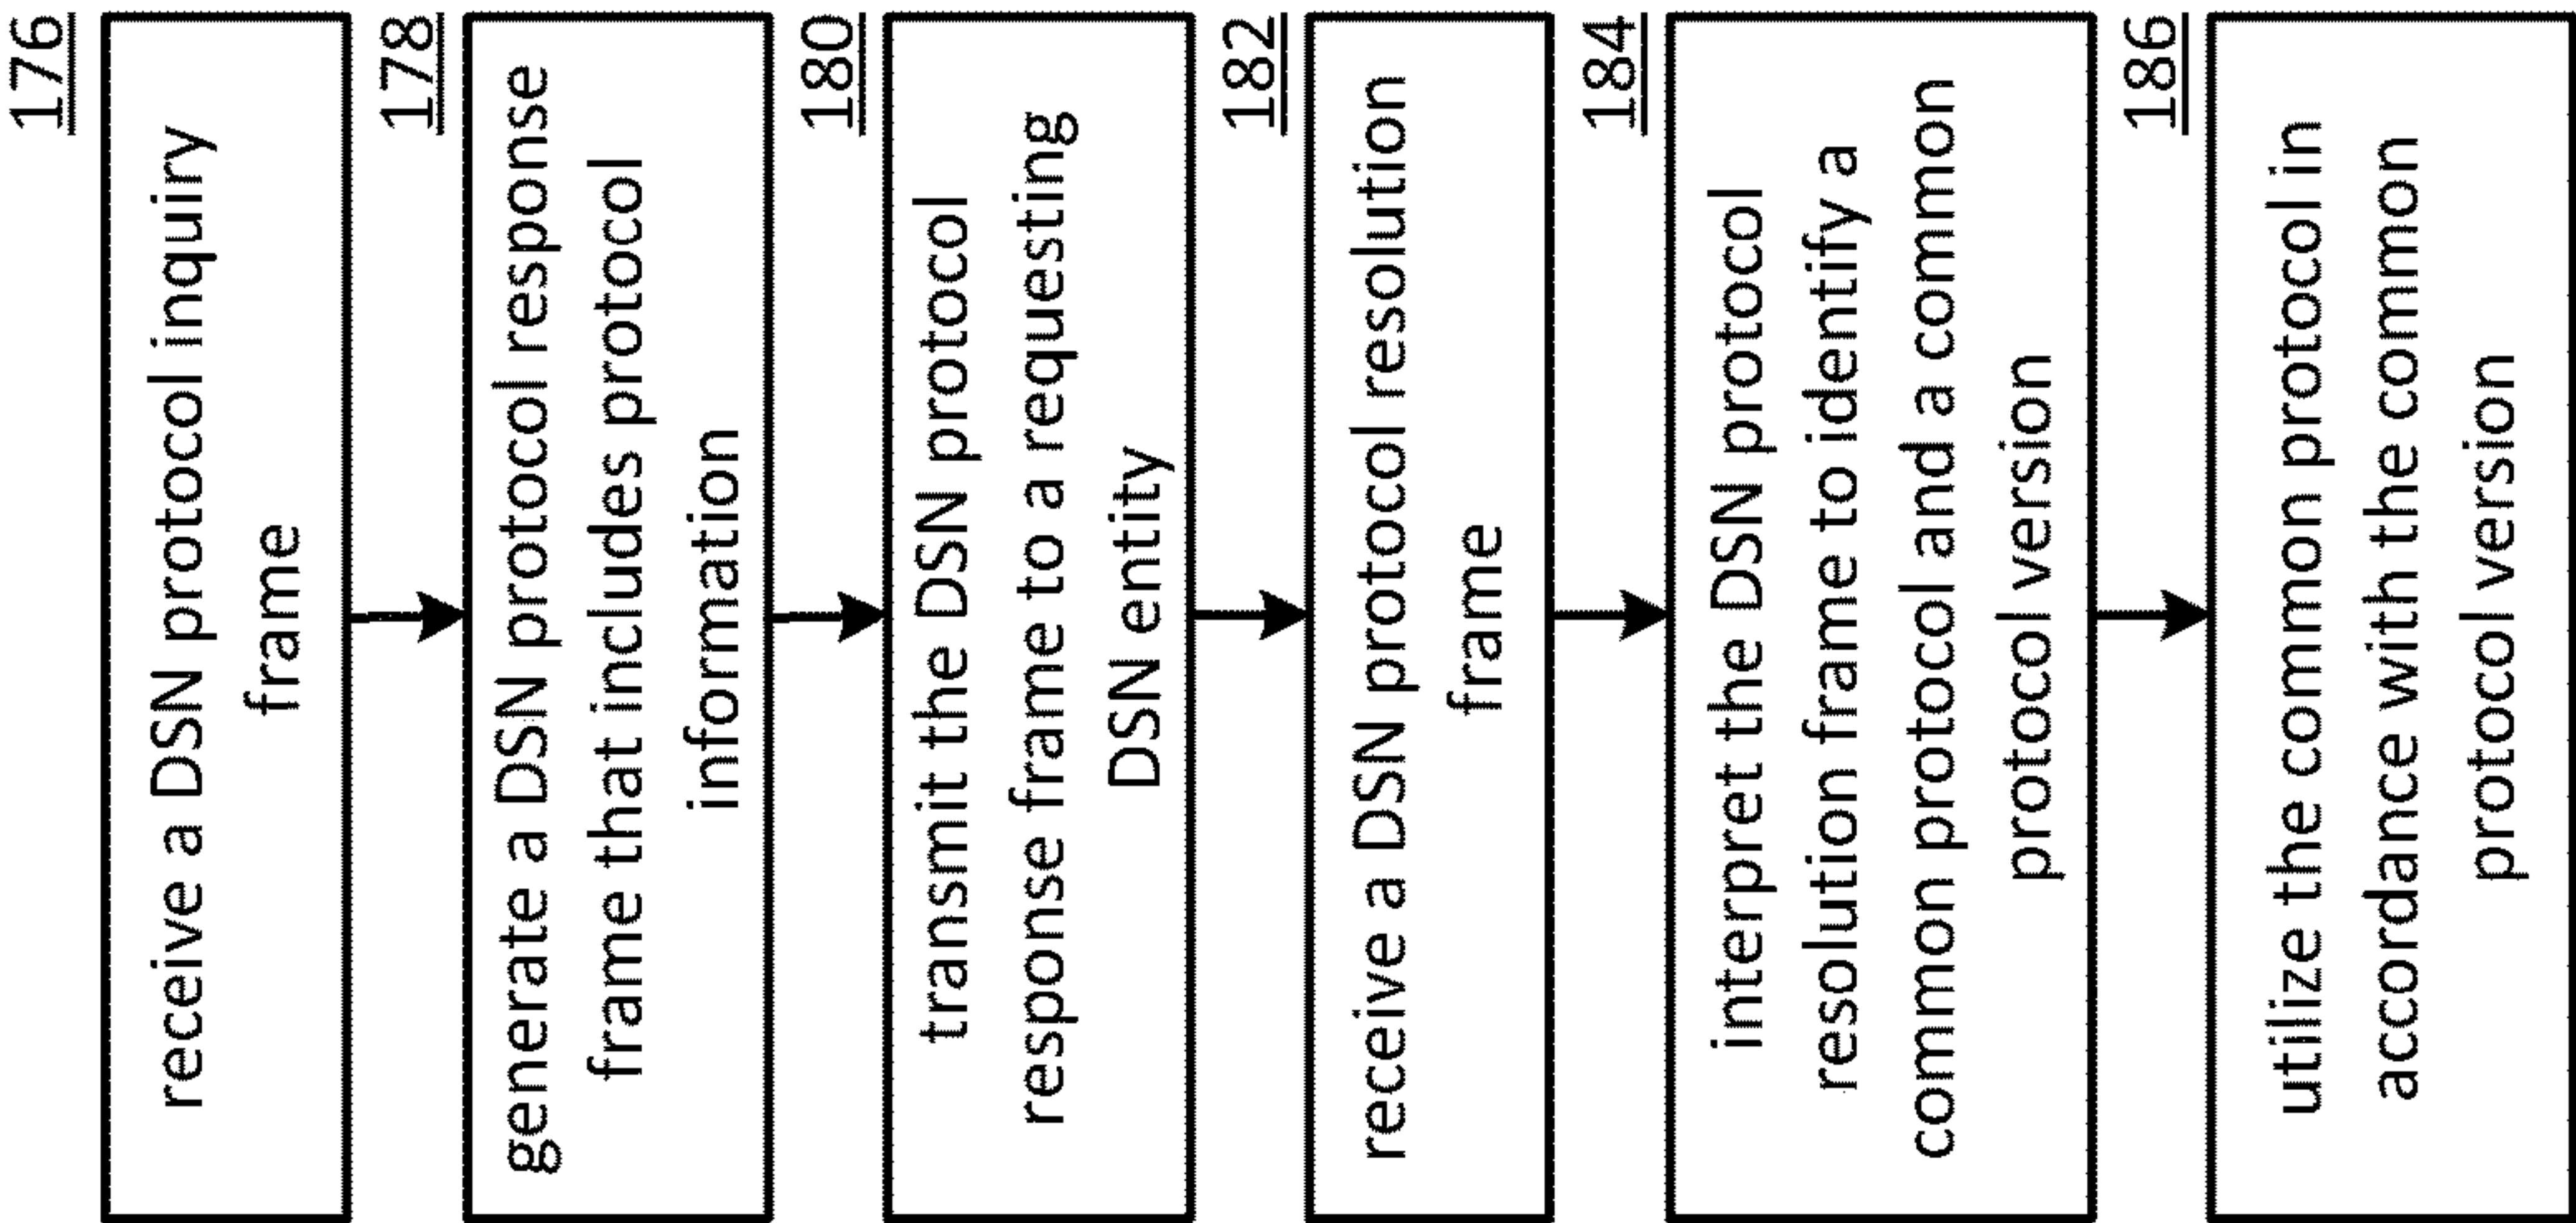 176
receive a DSN protocol inquiry
frame
178
generate a DSN protocol response
frame that includes protocol
information
180
transmit the DSN protocol
response frame to a requesting
DSN entity
182
receive a DSN protocol resolution
frame
184
interpret the DSN protocol
resolution frame to identify a
common protocol and a common
protocol version
186
utilize the common protocol in
accordance with the common
protocol version